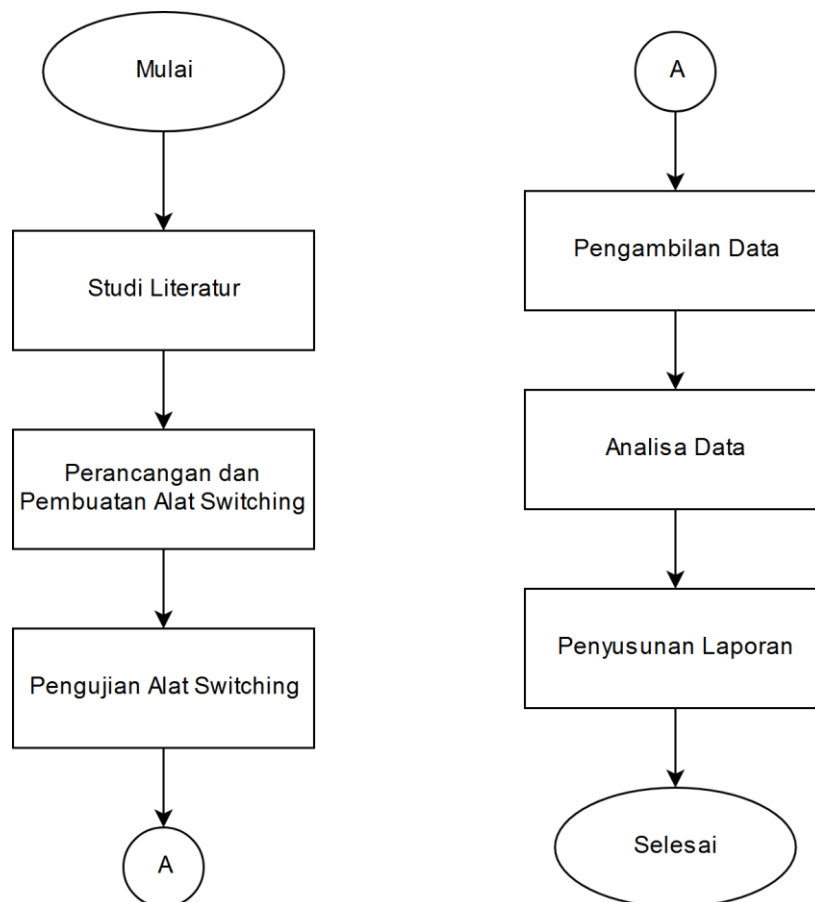 Mulai
Studi Literatur
Perancangan dan
Pembuatan Alat Switching
Pengujian Alat Switching
A
A
Pengambilan Data
Analisa Data
Penyusunan Laporan
Selesai